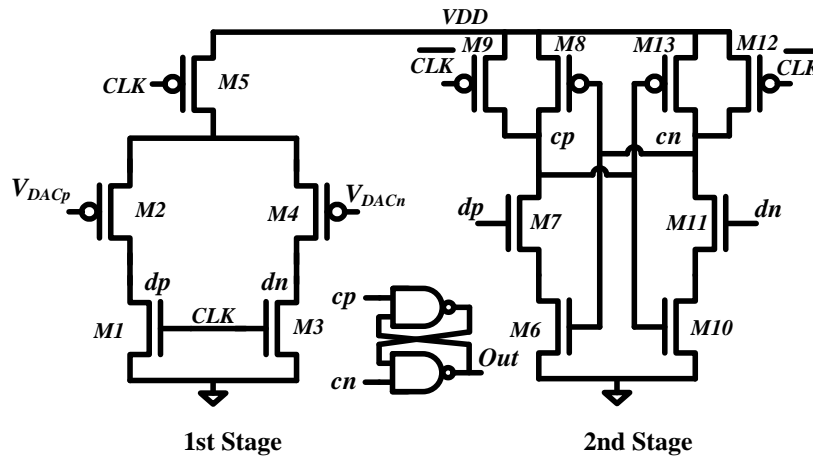 VDD
M9
M8
M13
M12
CLK
CLK
CLK
M5
cp
cn
V_DACp
M2
M4
V_DACn
dp
M7
M11
dn
dp
dn
M1
CLK
M3
cp
cn
Out
M6
M10
1st Stage
2nd Stage